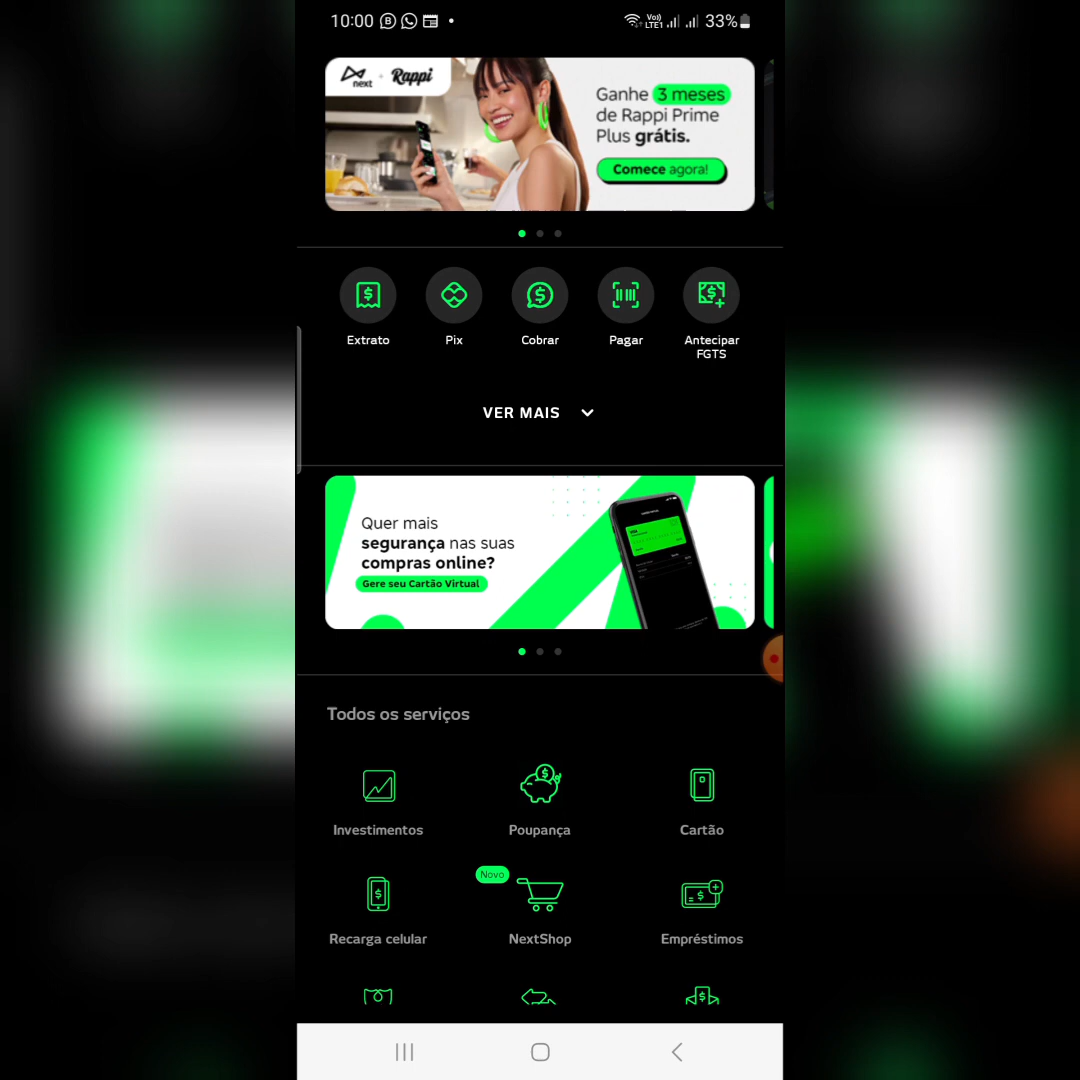 10:00
Vo))
LTE1
33%
next
Rappi
Ganhe 3 meses
de Rappi Prime
Plus grátis.
Comece agora!
Extrato
Pix
Cobrar
Pagar
Antecipar
FGTS
VER MAIS
Quer mais
segurança nas suas
compras online?
Gere seu Cartão Virtual
Todos os serviços
Investimentos
Poupança
Cartão
Novo
Recarga celular
NextShop
Empréstimos